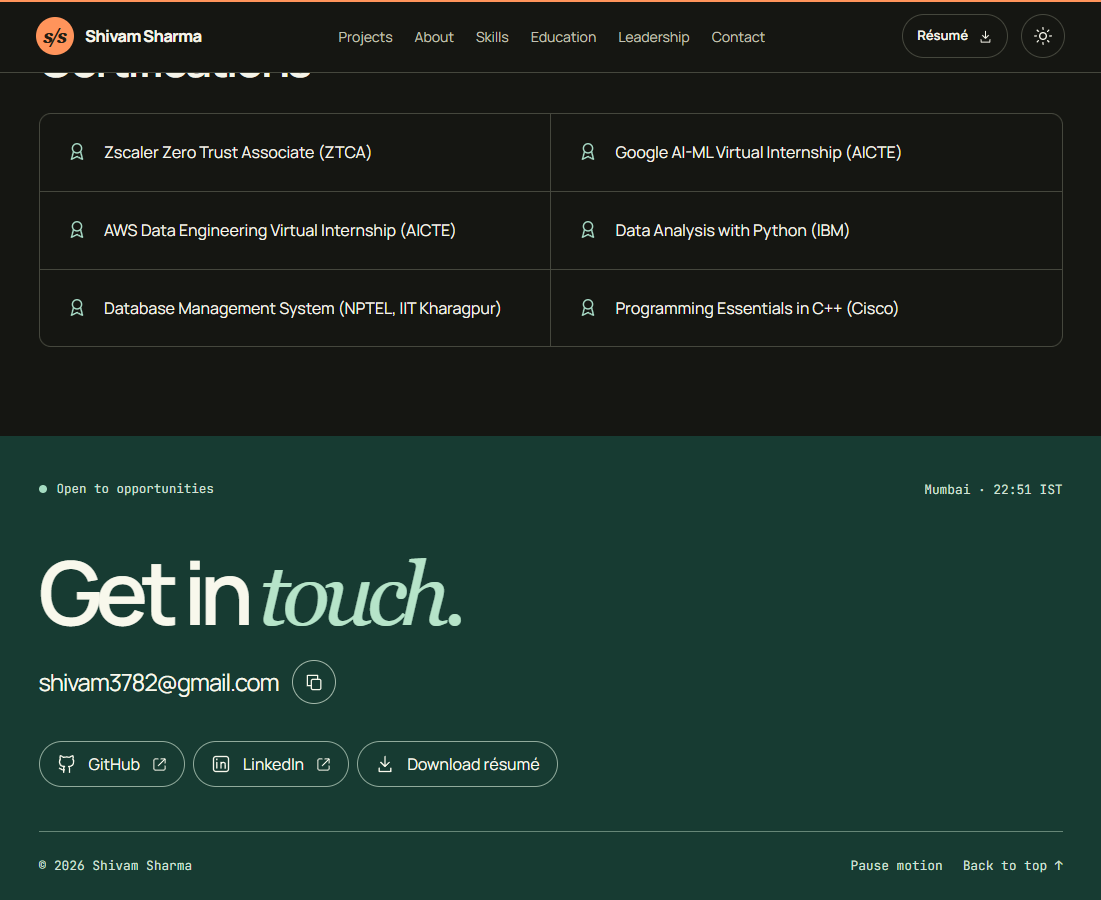 s/s Shivam Sharma Projects About Skills Education Leadership Contact Résumé
Certifications
Zscaler Zero Trust Associate (ZTCA) Google AI-ML Virtual Internship (AICTE)
AWS Data Engineering Virtual Internship (AICTE) Data Analysis with Python (IBM)
Database Management System (NPTEL, IIT Kharagpur) Programming Essentials in C++ (Cisco)
Open to opportunities Mumbai · 22:51 IST
Get in touch.
shivam3782@gmail.com
GitHub LinkedIn Download résumé
© 2026 Shivam Sharma Pause motion Back to top ↑